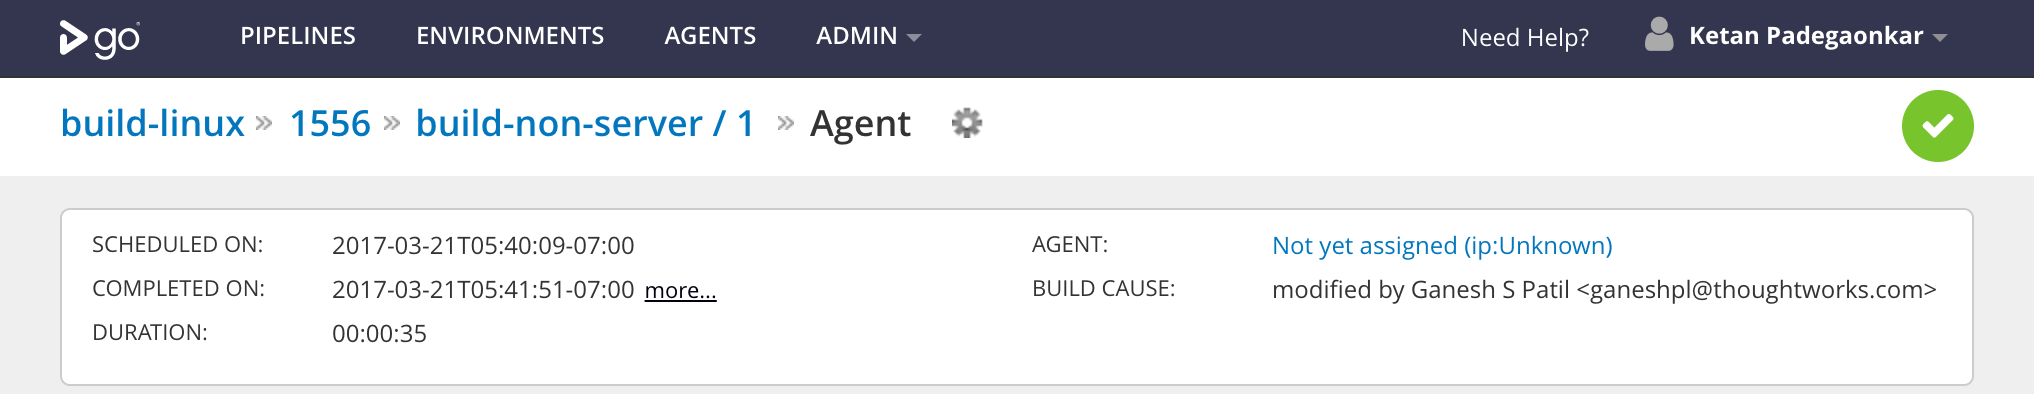 go PIPELINES ENVIRONMENTS AGENTS ADMIN Need Help? Ketan Padegaonkar
build-linux » 1556 » build-non-server / 1 » Agent
SCHEDULED ON: 2017-03-21T05:40:09-07:00 AGENT: Not yet assigned (ip:Unknown)
COMPLETED ON: 2017-03-21T05:41:51-07:00 more... BUILD CAUSE: modified by Ganesh S Patil <ganeshpl@thoughtworks.com>
DURATION: 00:00:35